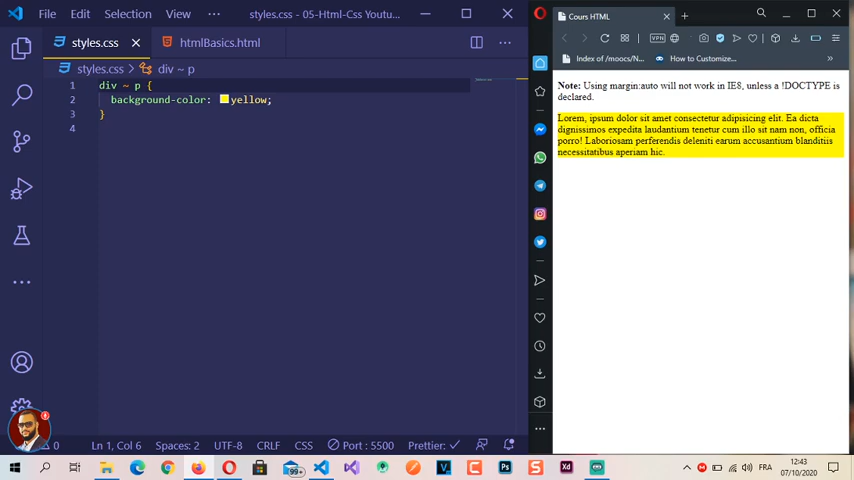 File Edit Selection View ··· styles.css - 05-Html-Css Youtu...
styles.css
htmlBasics.html
styles.css > div ~ p
1 div ~ p {
2 background-color: yellow;
3 }
4
0 Ln 1, Col 6 Spaces: 2 UTF-8 CRLF CSS Port : 5500 Prettier: ✓
Cours HTML
VPN
Index of /moocs/N...
How to Customize...
»
Note: Using margin:auto will not work in IE8, unless a !DOCTYPE is
declared.
Lorem, ipsum dolor sit amet consectetur adipisicing elit. Ea dicta
dignissimos expedita laudantium tenetur cum illo sit nam non, officia
porro! Laboriosam perferendis deleniti earum accusantium blanditiis
necessitatibus aperiam hic.
99+
Ps
Xd
FRA
12:43
07/10/2020